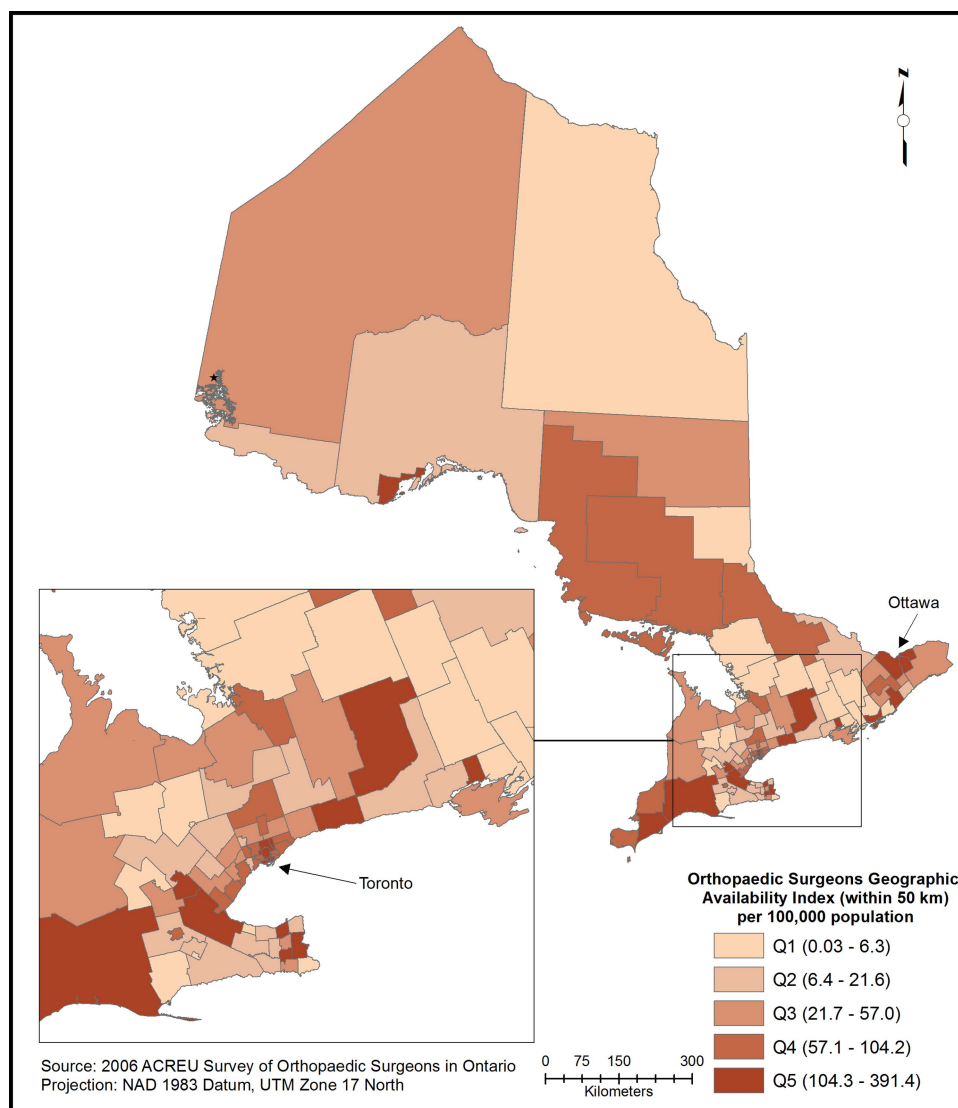 N
Ottawa
Toronto
Orthopaedic Surgeons Geographic
Availability Index (within 50 km)
per 100,000 population
Q1 (0.03 - 6.3)
Q2 (6.4 - 21.6)
Q3 (21.7 - 57.0)
Q4 (57.1 - 104.2)
Q5 (104.3 - 391.4)
Source: 2006 ACREU Survey of Orthopaedic Surgeons in Ontario
Projection: NAD 1983 Datum, UTM Zone 17 North
0 75 150 300
Kilometers